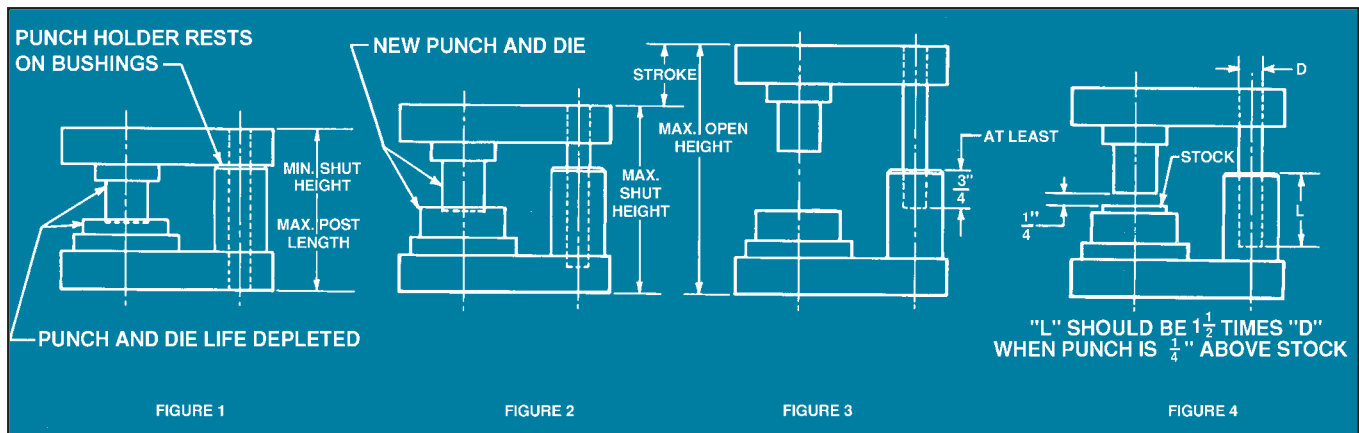 PUNCH HOLDER RESTS
ON BUSHINGS
MIN. SHUT
HEIGHT
MAX. POST
LENGTH
PUNCH AND DIE LIFE DEPLETED
FIGURE 1
NEW PUNCH AND DIE
MAX.
SHUT
HEIGHT
FIGURE 2
STROKE
MAX. OPEN
HEIGHT
AT LEAST
3"
4
FIGURE 3
D
STOCK
1"
4
L
"L" SHOULD BE 1 1/2 TIMES "D"
WHEN PUNCH IS 1/4" ABOVE STOCK
FIGURE 4